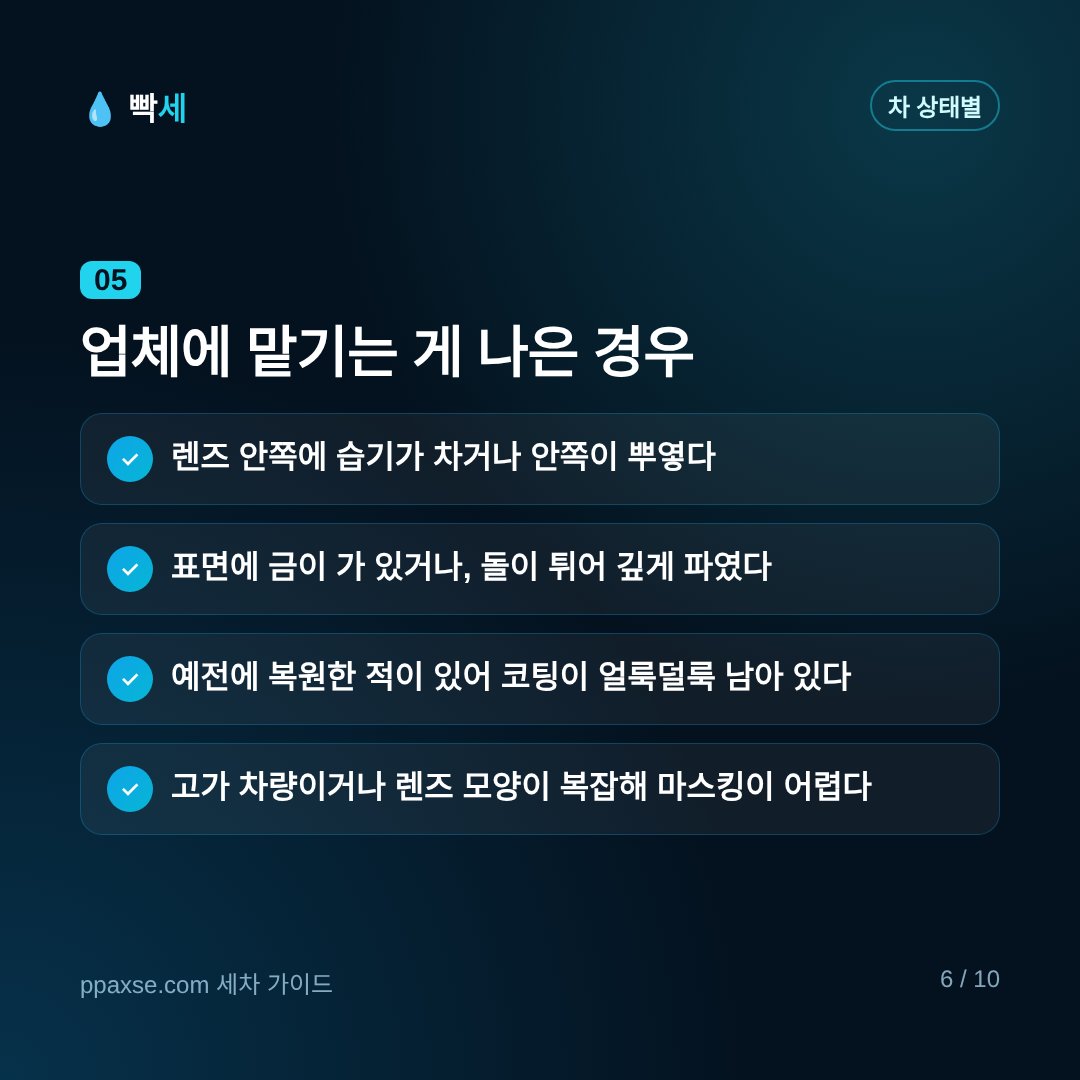 빡세
차 상태별
05
업체에 맡기는 게 나은 경우
렌즈 안쪽에 습기가 차거나 안쪽이 뿌옇다
표면에 금이 가 있거나, 돌이 튀어 깊게 파였다
예전에 복원한 적이 있어 코팅이 얼룩덜룩 남아 있다
고가 차량이거나 렌즈 모양이 복잡해 마스킹이 어렵다
ppaxse.com 세차 가이드
6 / 10